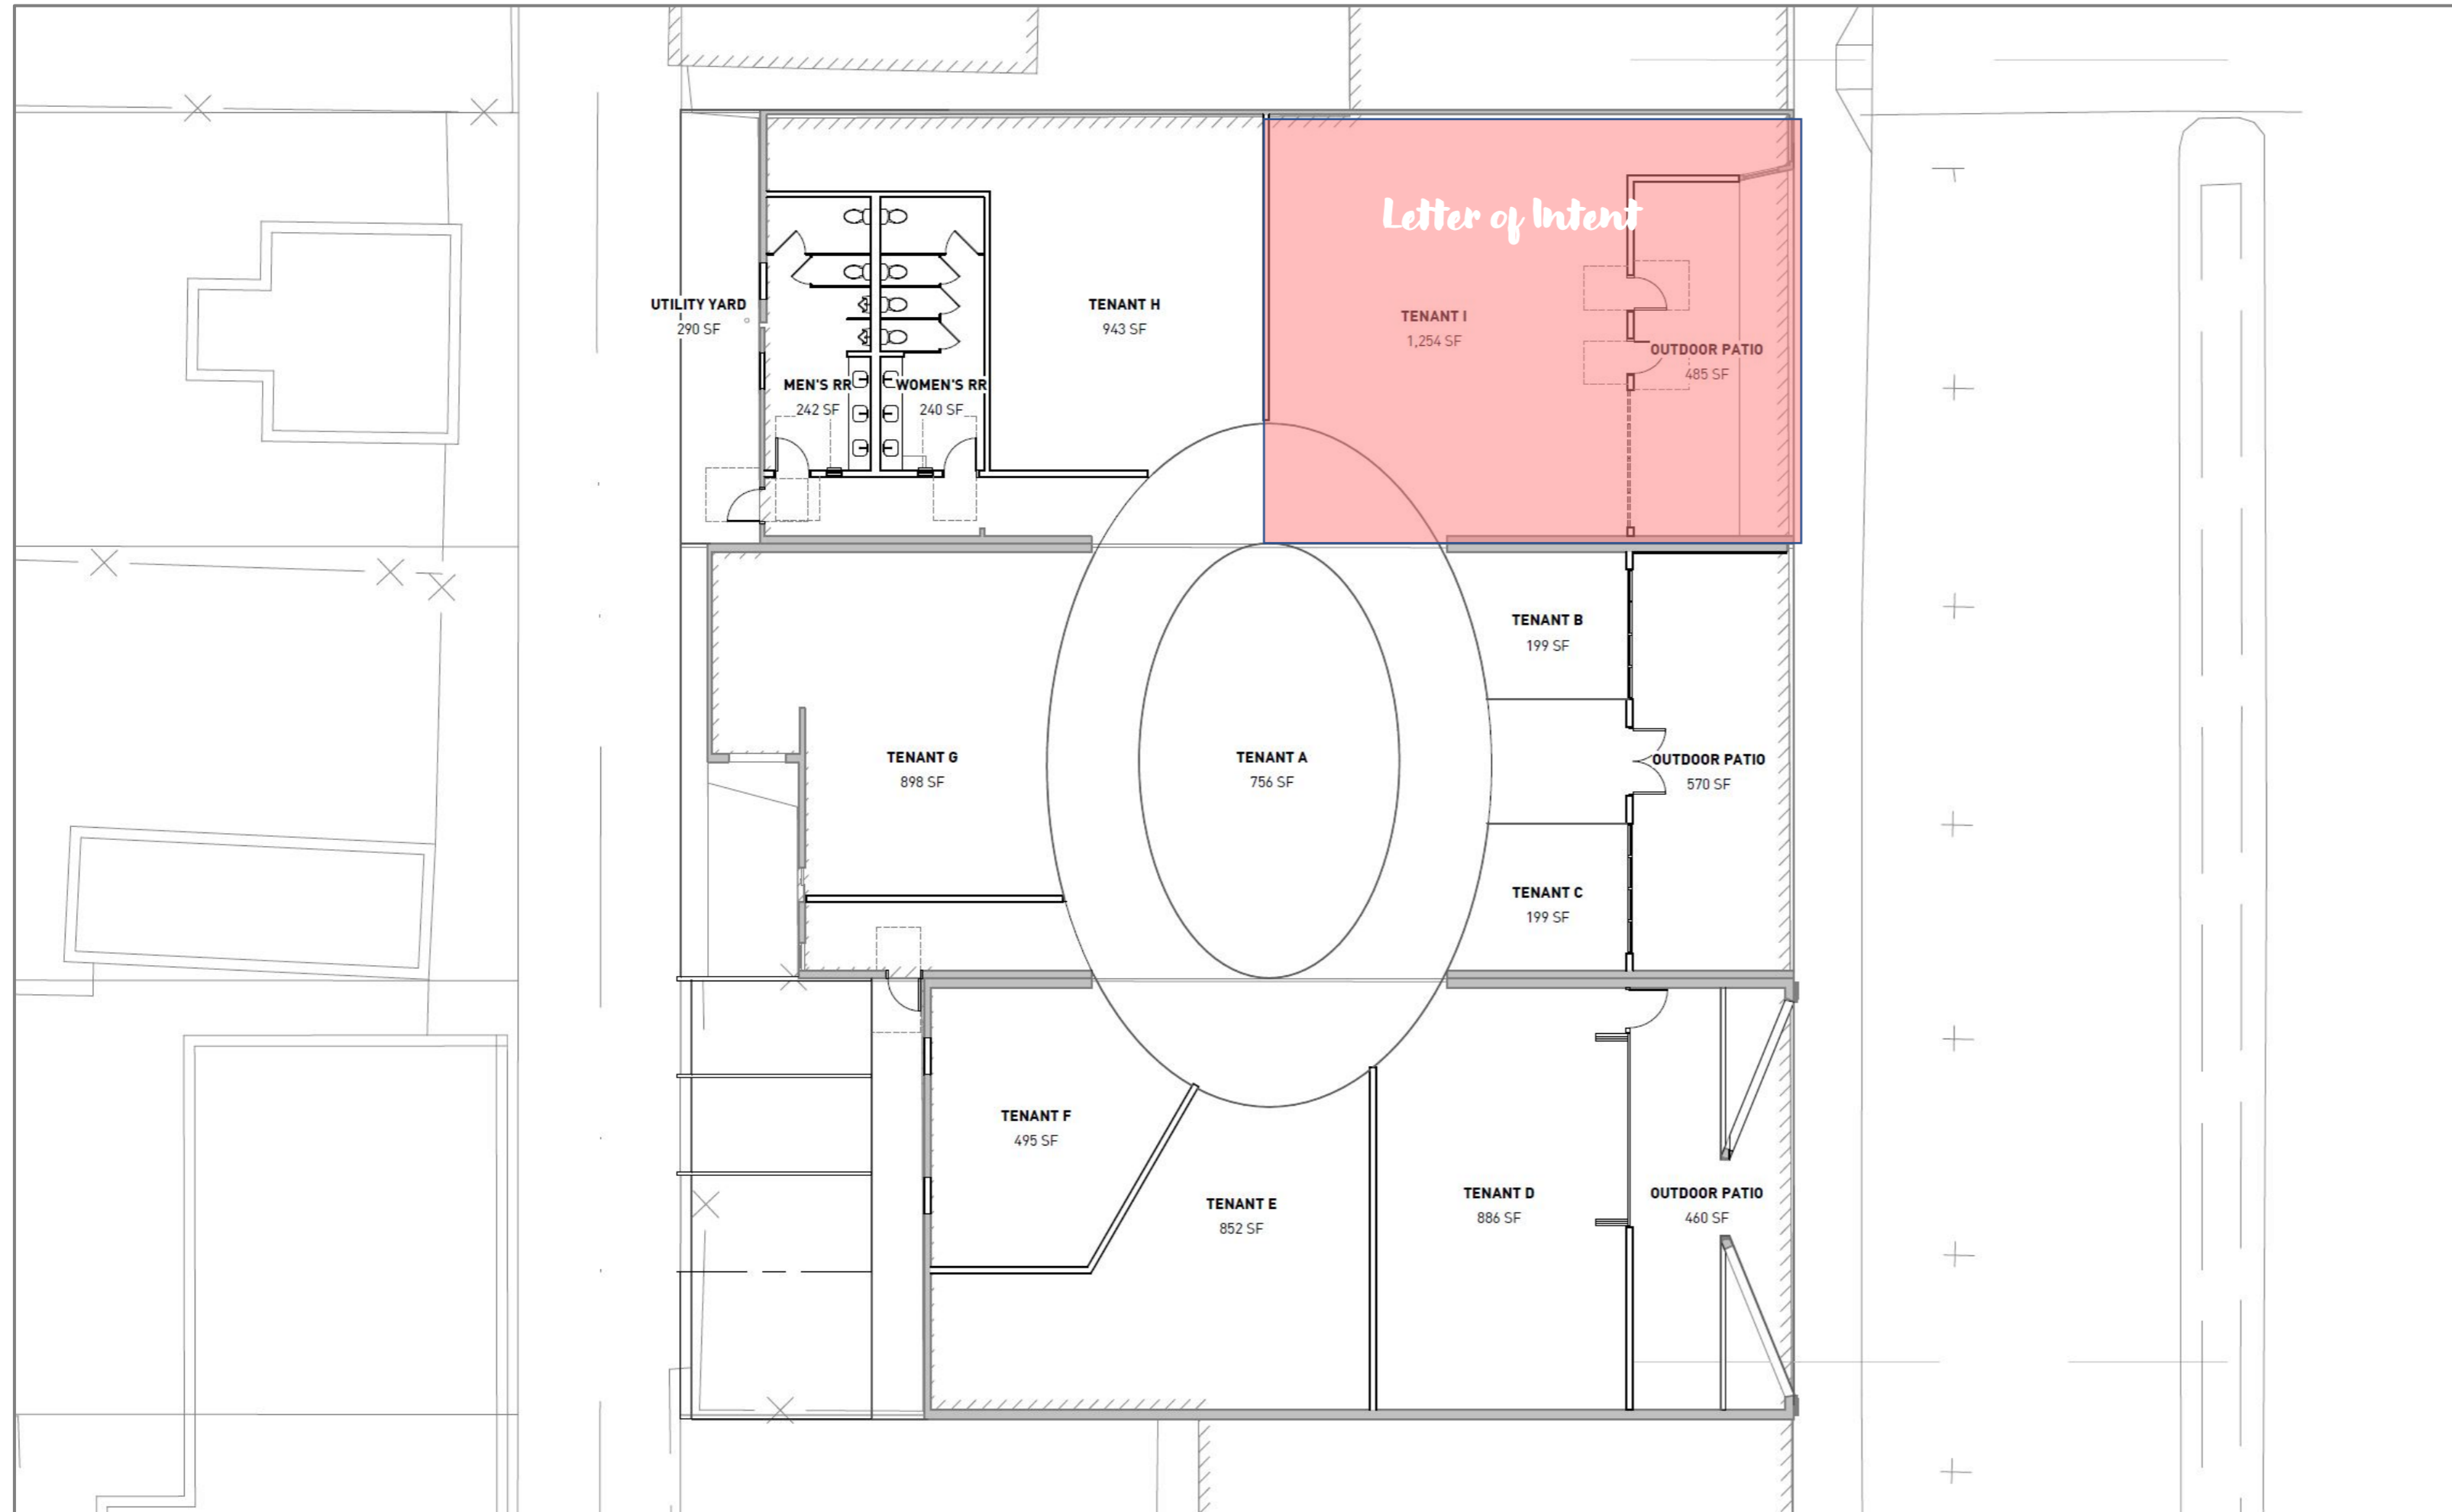 Letter of Intent
UTILITY YARD
290 SF
TENANT H
943 SF
TENANT I
1,254 SF
OUTDOOR PATIO
485 SF
MEN'S RR
242 SF
WOMEN'S RR
240 SF
TENANT B
199 SF
TENANT G
898 SF
TENANT A
756 SF
OUTDOOR PATIO
570 SF
TENANT C
199 SF
TENANT F
495 SF
TENANT E
852 SF
TENANT D
886 SF
OUTDOOR PATIO
460 SF